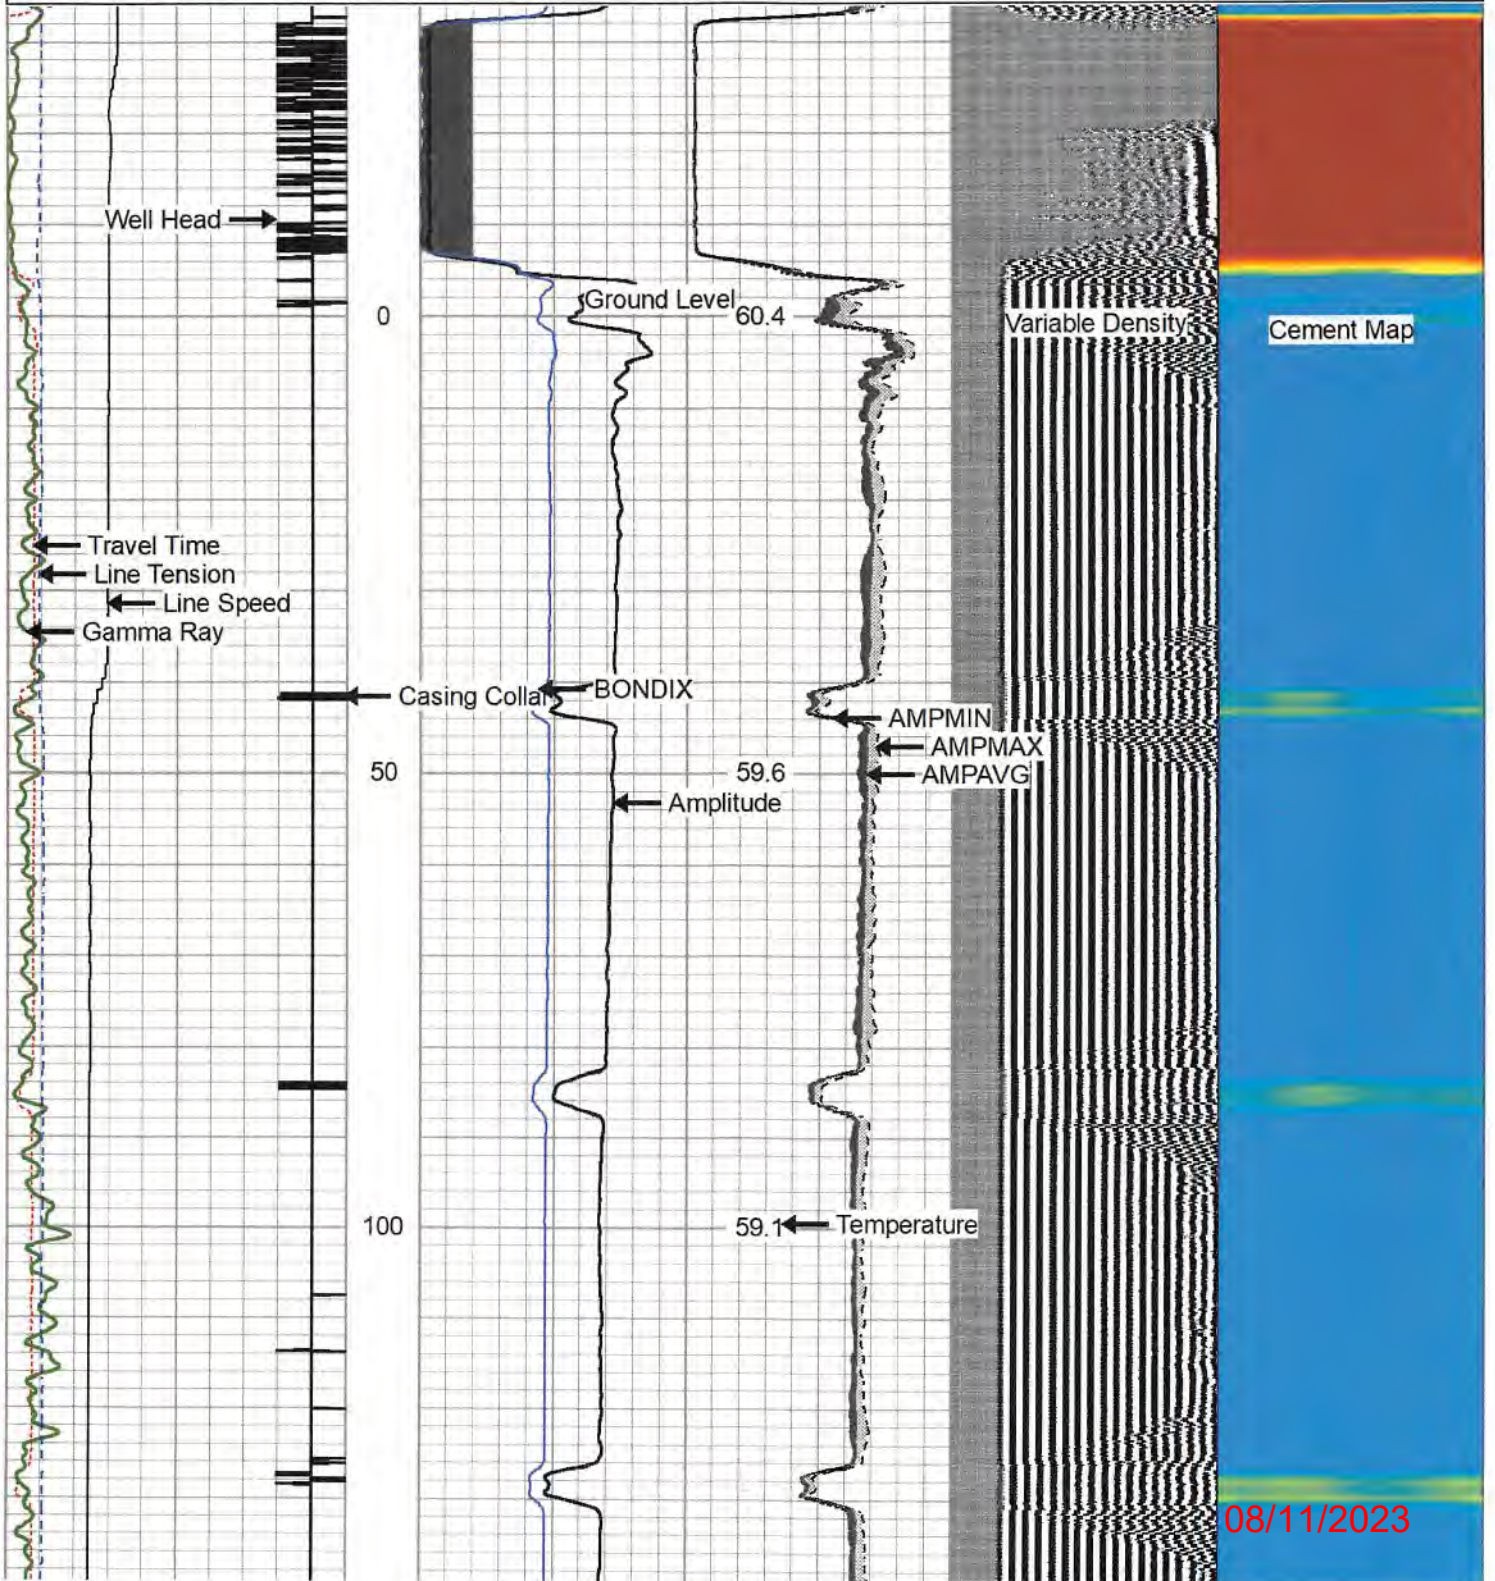 Well Head
Ground Level
0
60.4
Variable Density
Cement Map
Travel Time
Line Tension
Line Speed
Gamma Ray
Casing Collar
BONDIX
AMPMIN
AMPMAX
50
59.6
AMPAVG
Amplitude
100
59.1
Temperature
08/11/2023